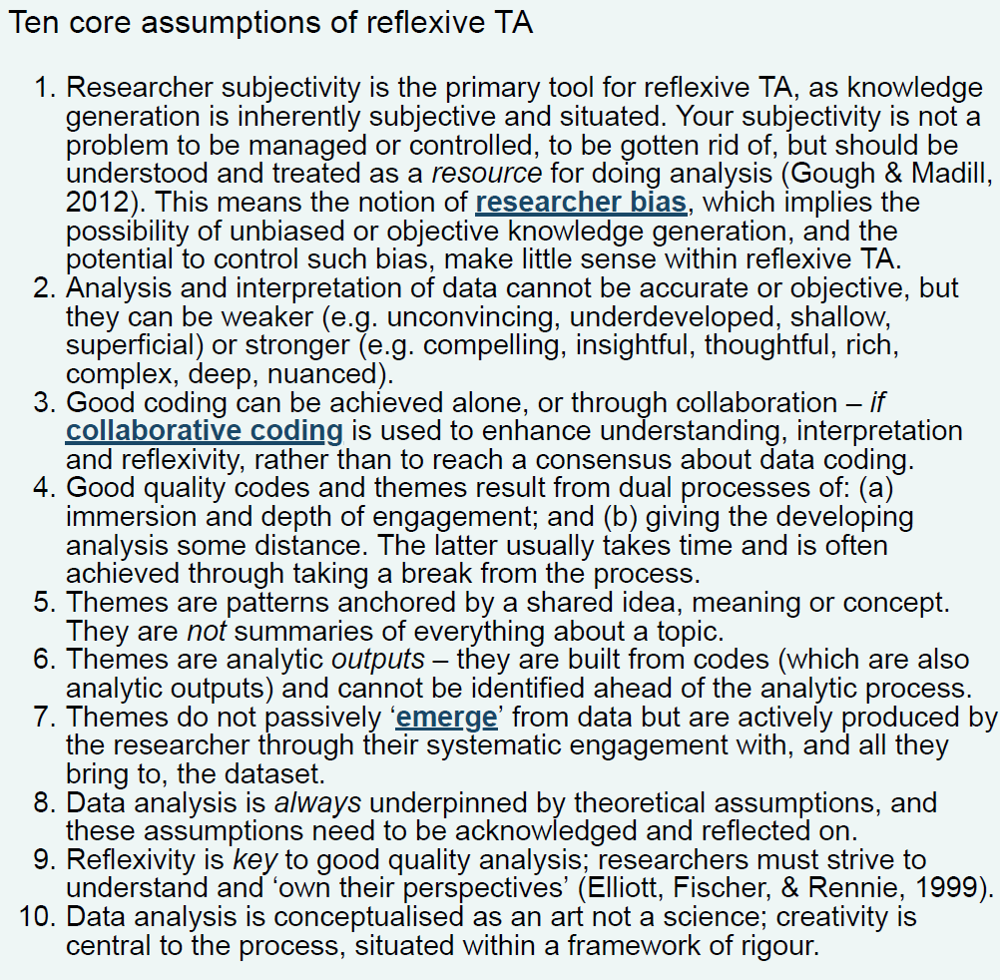 Ten core assumptions of reflexive TA
1. Researcher subjectivity is the primary tool for reflexive TA, as knowledge
generation is inherently subjective and situated. Your subjectivity is not a
problem to be managed or controlled, to be gotten rid of, but should be
understood and treated as a resource for doing analysis (Gough & Madill,
2012). This means the notion of researcher bias, which implies the
possibility of unbiased or objective knowledge generation, and the
potential to control such bias, make little sense within reflexive TA.
2. Analysis and interpretation of data cannot be accurate or objective, but
they can be weaker (e.g. unconvincing, underdeveloped, shallow,
superficial) or stronger (e.g. compelling, insightful, thoughtful, rich,
complex, deep, nuanced).
3. Good coding can be achieved alone, or through collaboration – if
collaborative coding is used to enhance understanding, interpretation
and reflexivity, rather than to reach a consensus about data coding.
4. Good quality codes and themes result from dual processes of: (a)
immersion and depth of engagement; and (b) giving the developing
analysis some distance. The latter usually takes time and is often
achieved through taking a break from the process.
5. Themes are patterns anchored by a shared idea, meaning or concept.
They are not summaries of everything about a topic.
6. Themes are analytic outputs – they are built from codes (which are also
analytic outputs) and cannot be identified ahead of the analytic process.
7. Themes do not passively ‘emerge’ from data but are actively produced by
the researcher through their systematic engagement with, and all they
bring to, the dataset.
8. Data analysis is always underpinned by theoretical assumptions, and
these assumptions need to be acknowledged and reflected on.
9. Reflexivity is key to good quality analysis; researchers must strive to
understand and ‘own their perspectives’ (Elliott, Fischer, & Rennie, 1999).
10. Data analysis is conceptualised as an art not a science; creativity is
central to the process, situated within a framework of rigour.